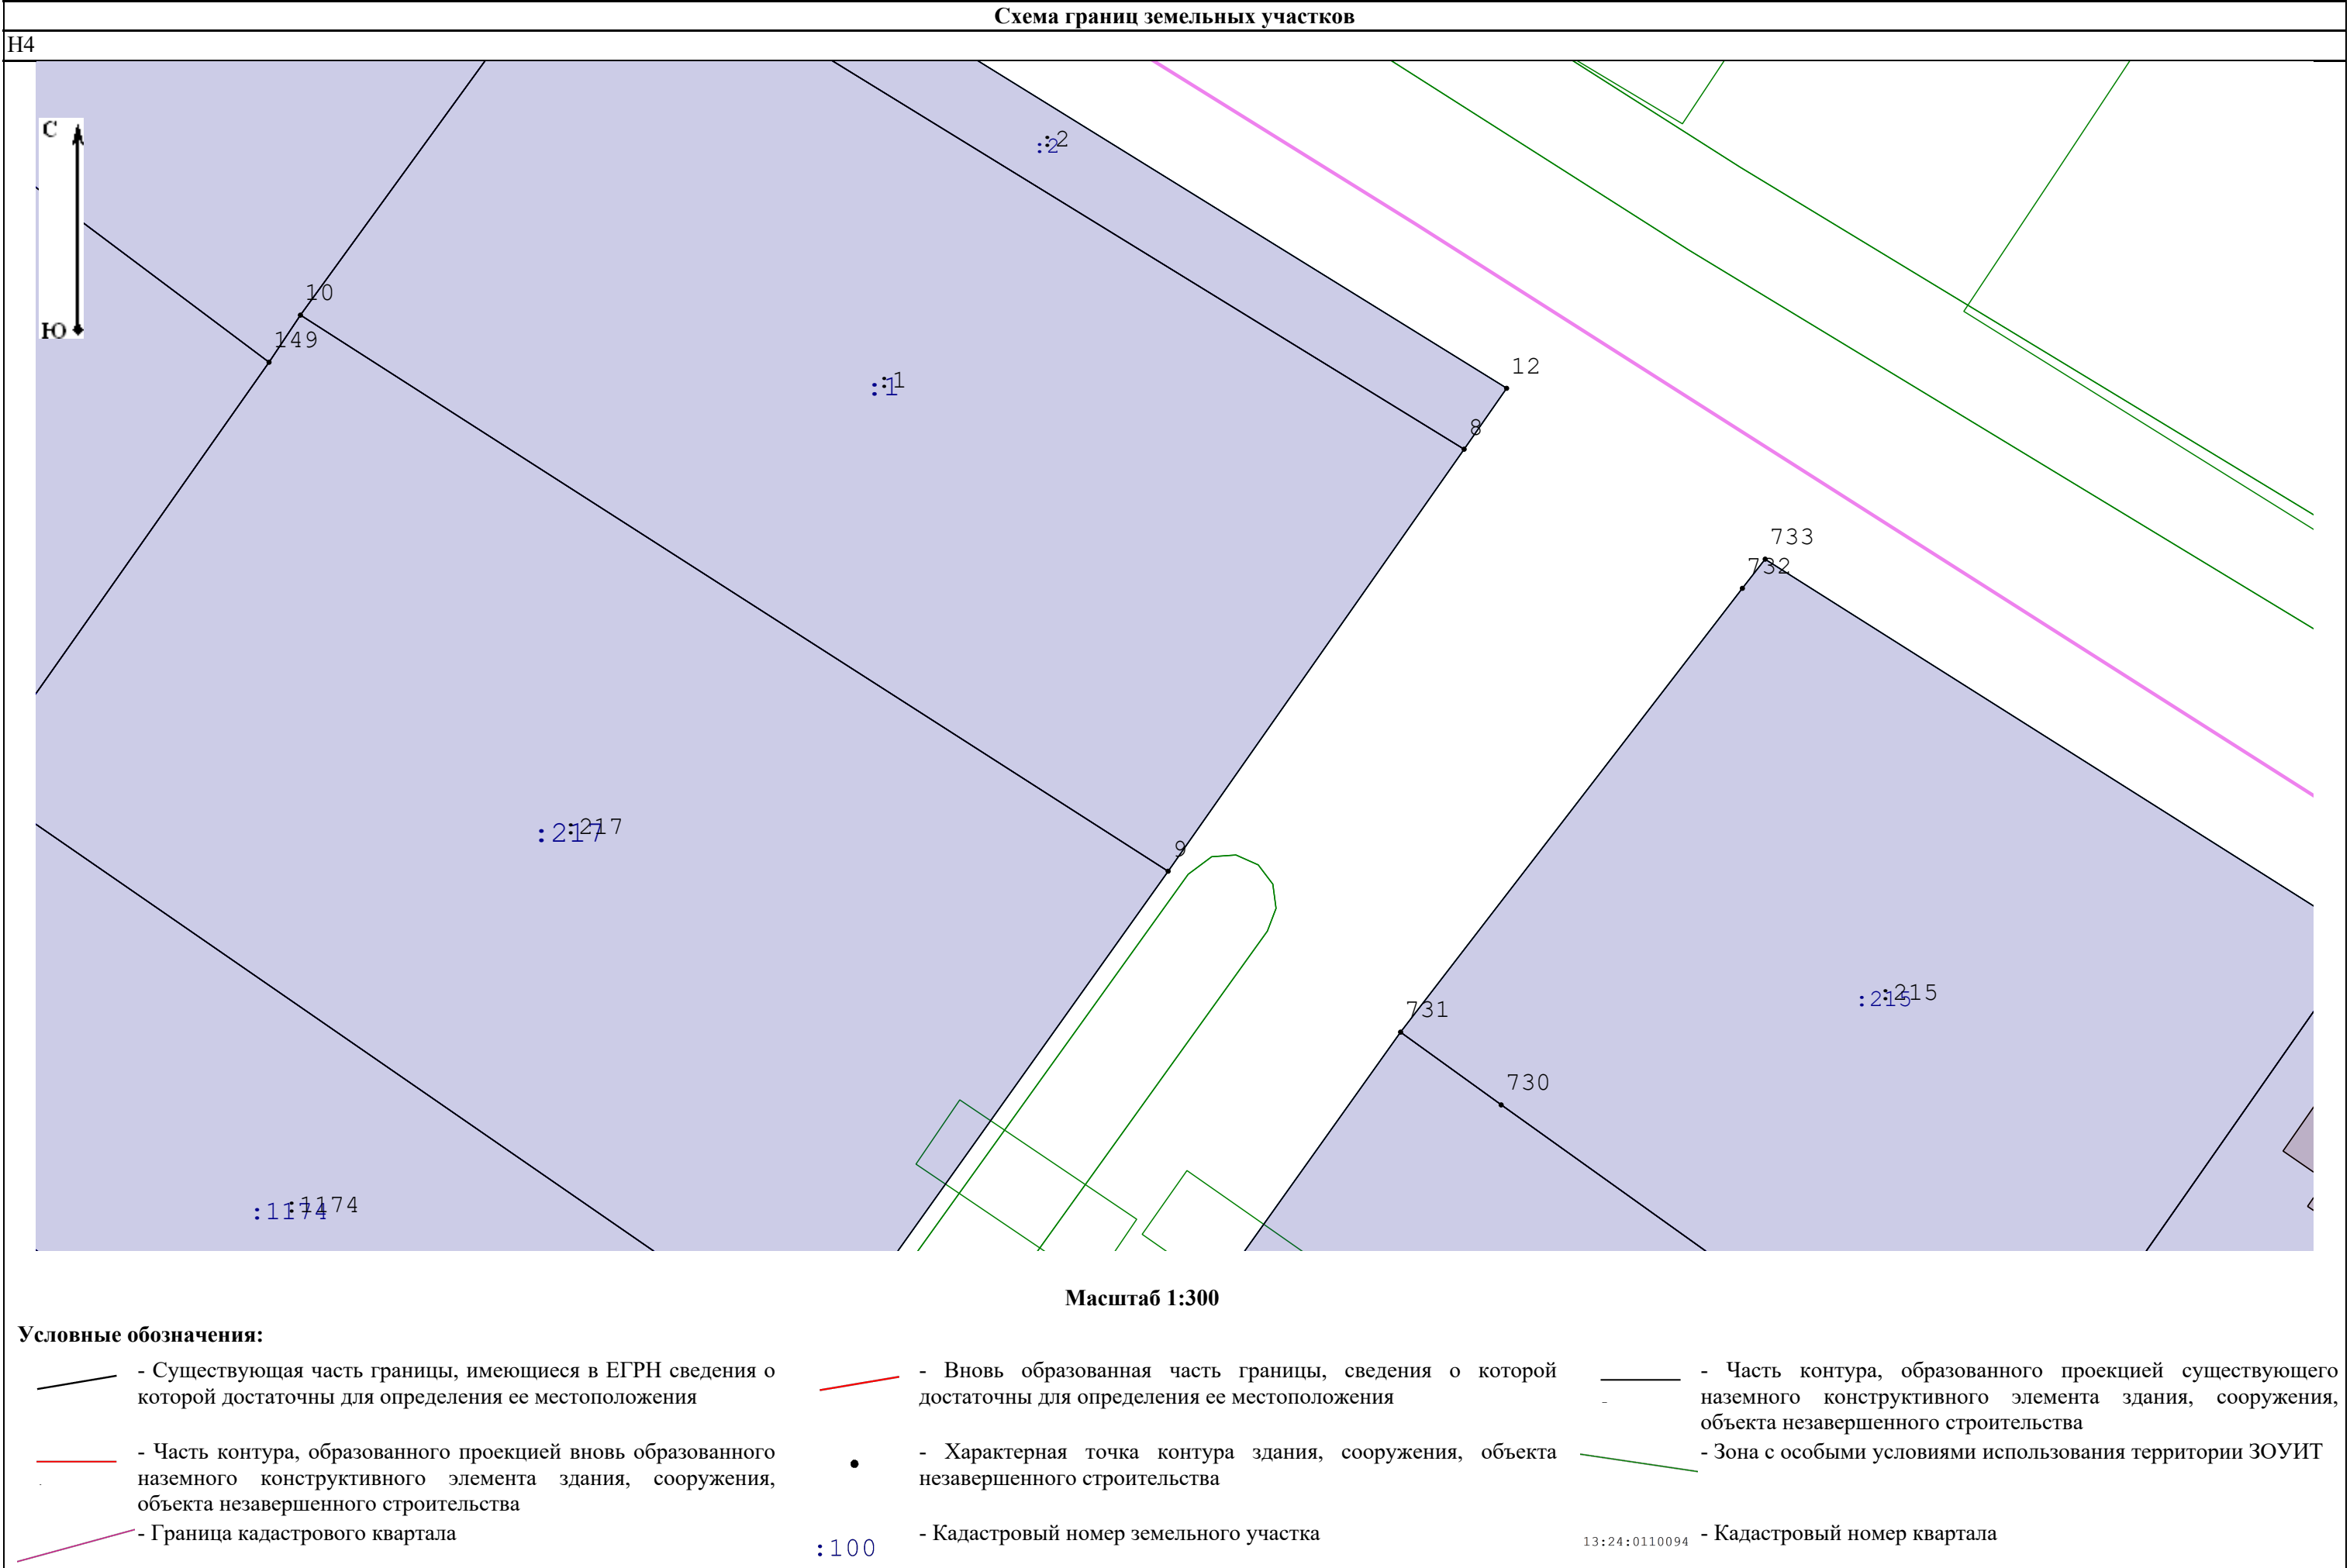 Схема границ земельных участков
Н4
С
:2 :2
10
Ю
149
12
:1 :1
8
733
732
:217 :217
9
:215 :215
731
730
:1174 :1174
Масштаб 1:300
Условные обозначения:
- Существующая часть границы, имеющиеся в ЕГРН сведения о
которой достаточны для определения ее местоположения
- Вновь образованная часть границы, сведения о которой
достаточны для определения ее местоположения
- Часть контура, образованного проекцией существующего
наземного конструктивного элемента здания, сооружения,
объекта незавершенного строительства
- Часть контура, образованного проекцией вновь образованного
наземного конструктивного элемента здания, сооружения,
объекта незавершенного строительства
- Характерная точка контура здания, сооружения, объекта
незавершенного строительства
- Зона с особыми условиями использования территории ЗОУИТ
- Граница кадастрового квартала
:100 - Кадастровый номер земельного участка
13:24:0110094 - Кадастровый номер квартала